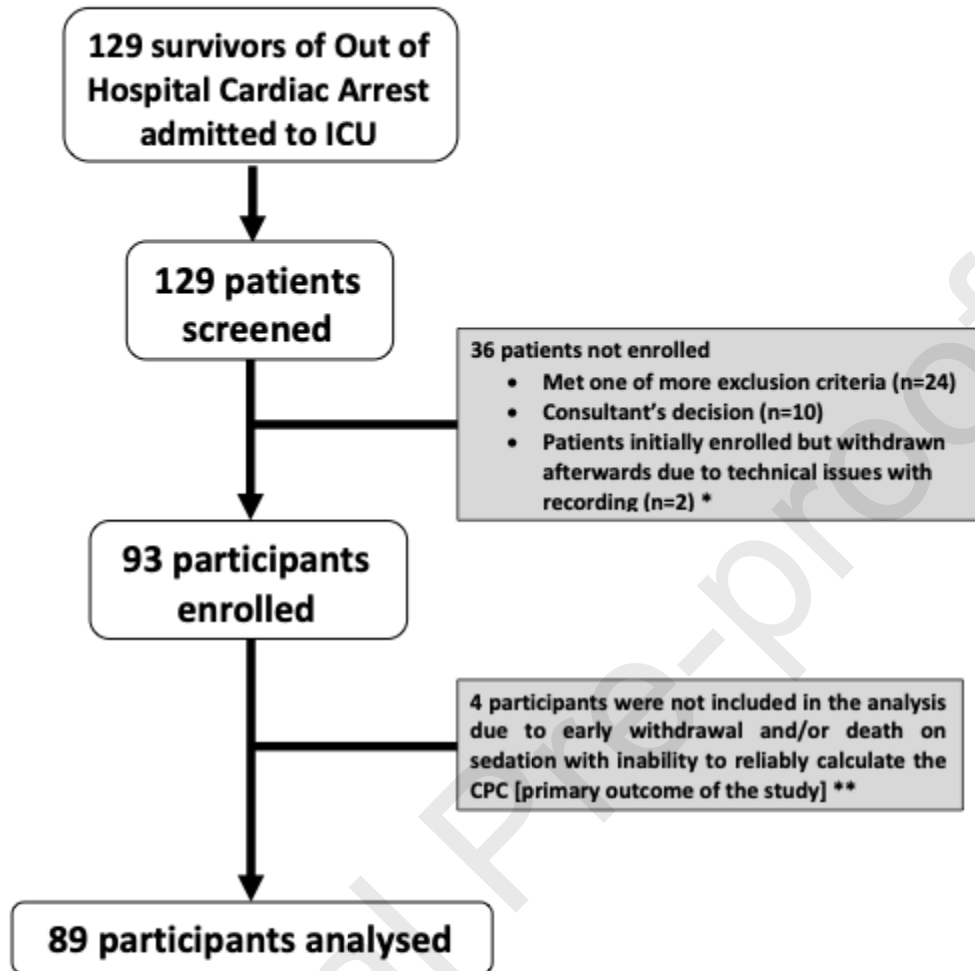 129 survivors of Out of
Hospital Cardiac Arrest
admitted to ICU
129 patients
screened
36 patients not enrolled
• Met one of more exclusion criteria (n=24)
• Consultant's decision (n=10)
• Patients initially enrolled but withdrawn
afterwards due to technical issues with
recording (n=2) *
93 participants
enrolled
4 participants were not included in the analysis
due to early withdrawal and/or death on
sedation with inability to reliably calculate the
CPC [primary outcome of the study] **
89 participants analysed
al Pre-proof